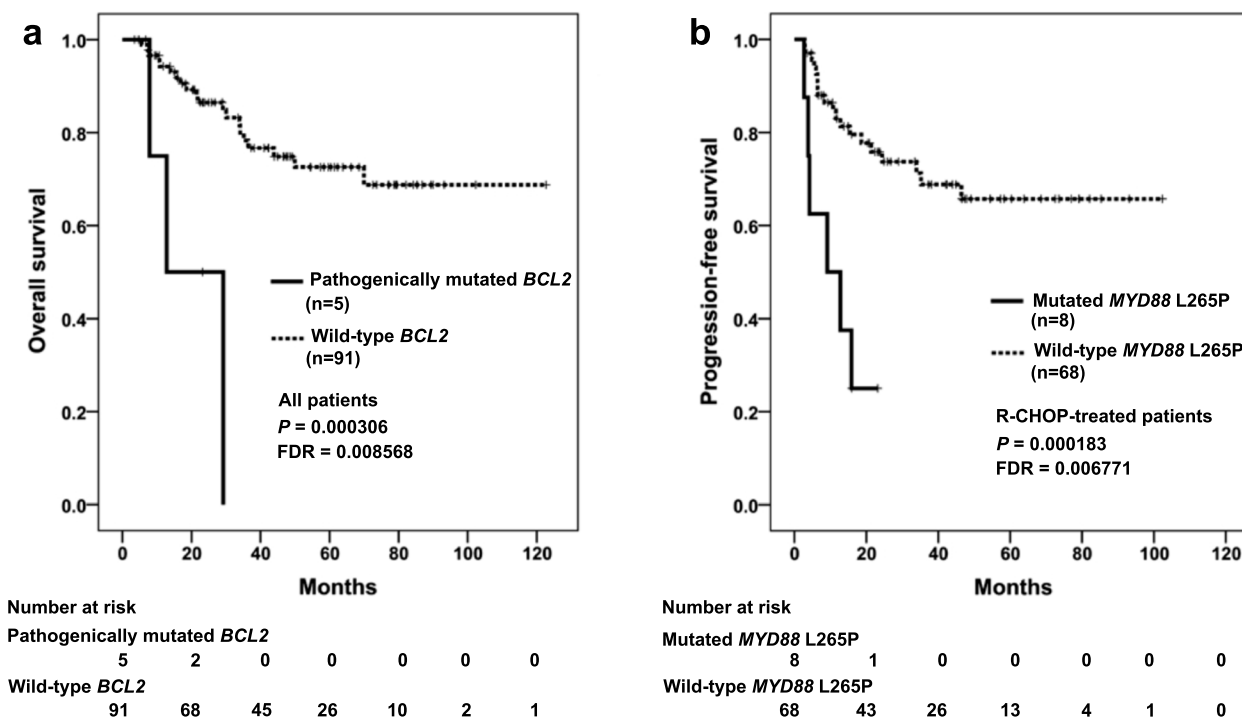 a
Overall survival
1.0
0.8
0.6
0.4
0.2
0.0
Pathogenically mutated BCL2
(n=5)
Wild-type BCL2
(n=91)
All patients
P = 0.000306
FDR = 0.008568
0 20 40 60 80 100 120
Months
Number at risk
Pathogenically mutated BCL2
5 2 0 0 0 0 0
Wild-type BCL2
91 68 45 26 10 2 1
b
Progression-free survival
1.0
0.8
0.6
0.4
0.2
0.0
Mutated MYD88 L265P
(n=8)
Wild-type MYD88 L265P
(n=68)
R-CHOP-treated patients
P = 0.000183
FDR = 0.006771
0 20 40 60 80 100 120
Months
Number at risk
Mutated MYD88 L265P
8 1 0 0 0 0 0
Wild-type MYD88 L265P
68 43 26 13 4 1 0